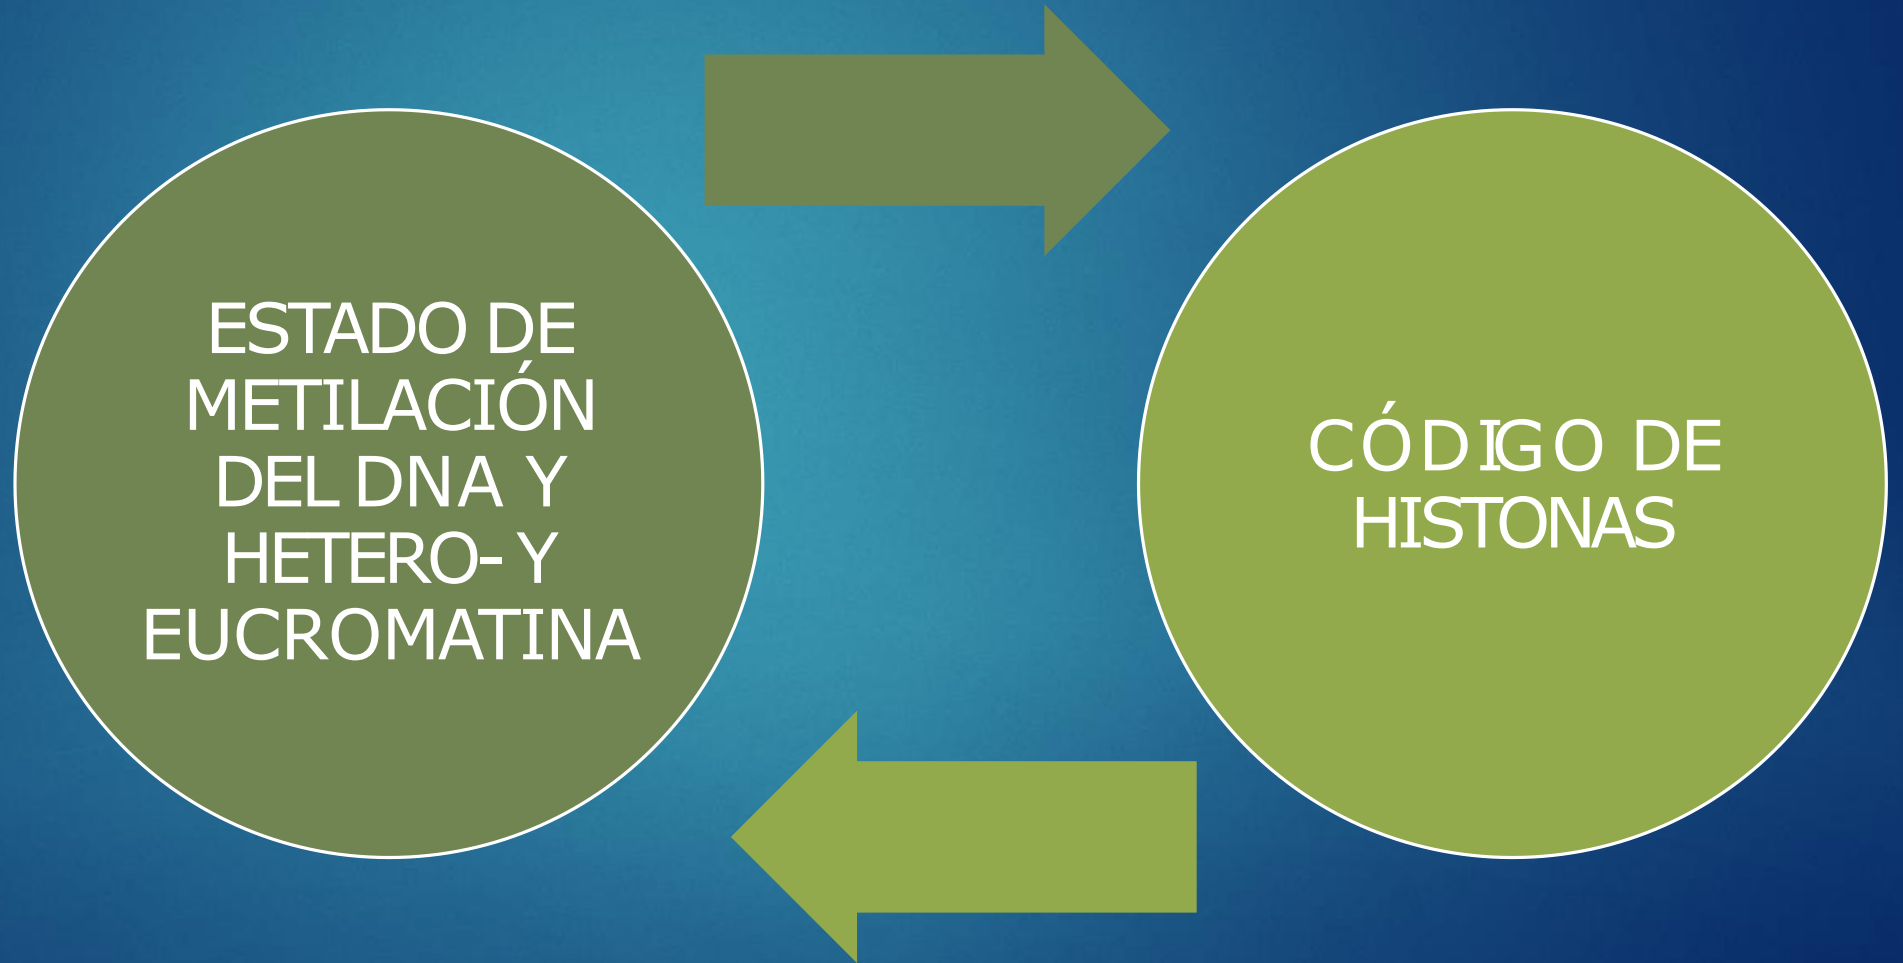 ESTADO DE
METILACIÓN
DEL DNA Y
HETERO- Y
EUCROMATINA
CÓDIGO DE
HISTONAS